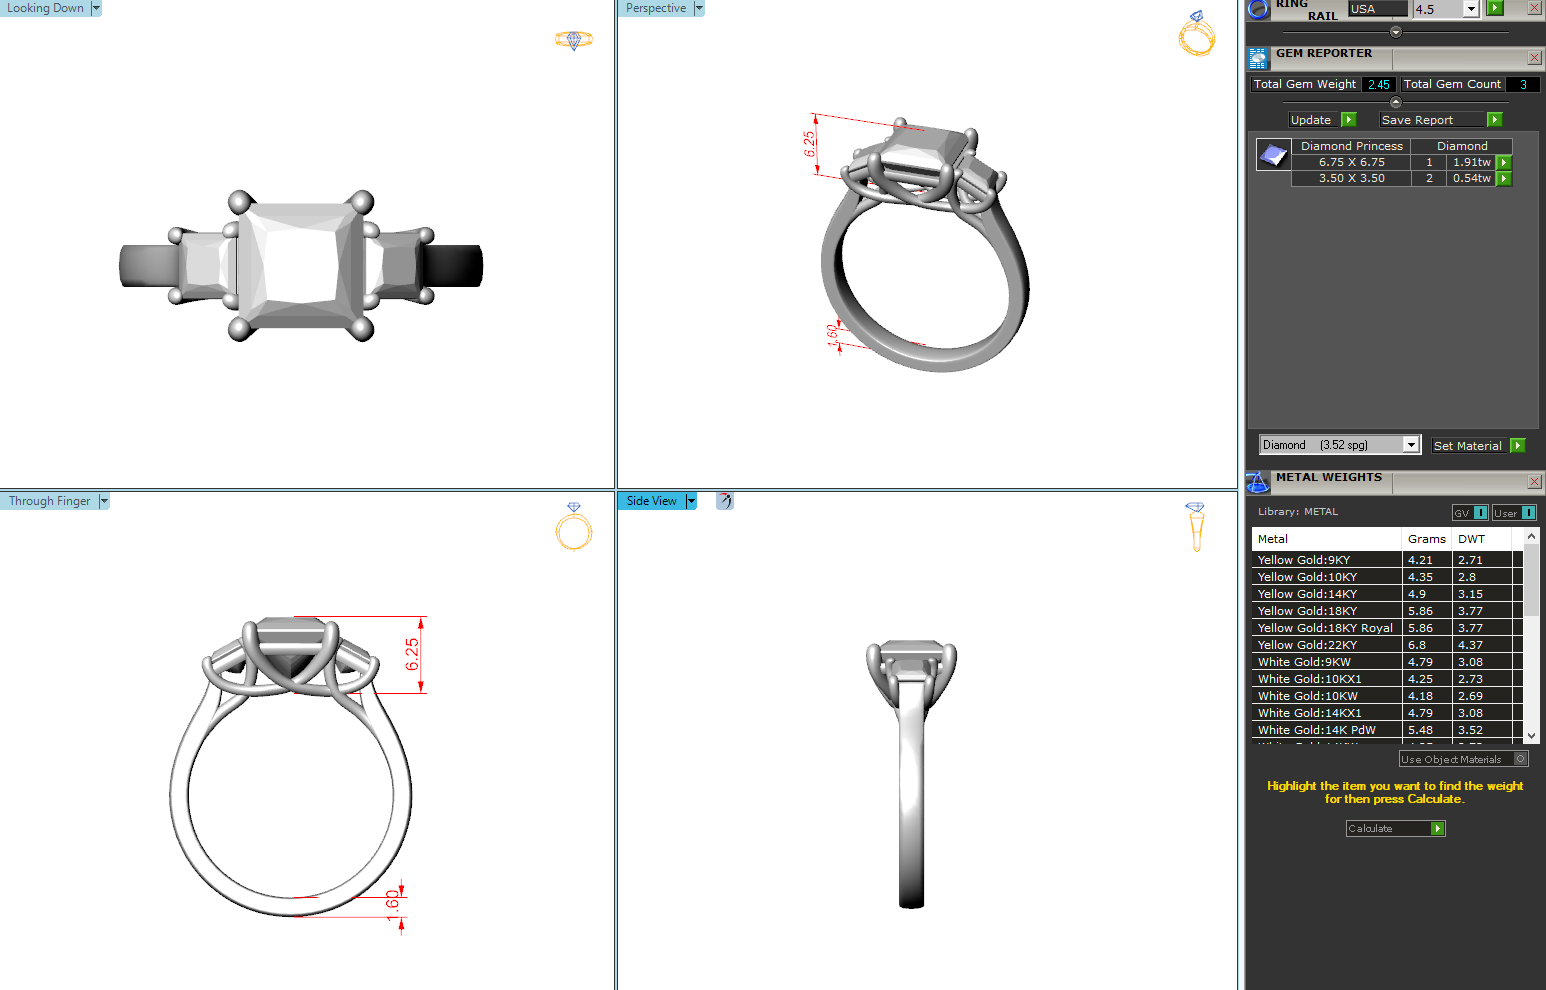 Looking Down
Perspective
6.25
1.60
Through Finger
6.25
1.60
Side View
RING
RAIL
USA
4.5
GEM REPORTER
Total Gem Weight 2.45 Total Gem Count 3
Update Save Report
Diamond Princess Diamond
6.75 X 6.75 1 1.91tw
3.50 X 3.50 2 0.54tw
Diamond (3.52 spg) Set Material
METAL WEIGHTS
Library: METAL GV I User I
Metal Grams DWT
Yellow Gold:9KY 4.21 2.71
Yellow Gold:10KY 4.35 2.8
Yellow Gold:14KY 4.9 3.15
Yellow Gold:18KY 5.86 3.77
Yellow Gold:18KY Royal 5.86 3.77
Yellow Gold:22KY 6.8 4.37
White Gold:9KW 4.79 3.08
White Gold:10KX1 4.25 2.73
White Gold:10KW 4.18 2.69
White Gold:14KX1 4.79 3.08
White Gold:14K PdW 5.48 3.52
Use Object Materials
Highlight the item you want to find the weight
for then press Calculate.
Calculate